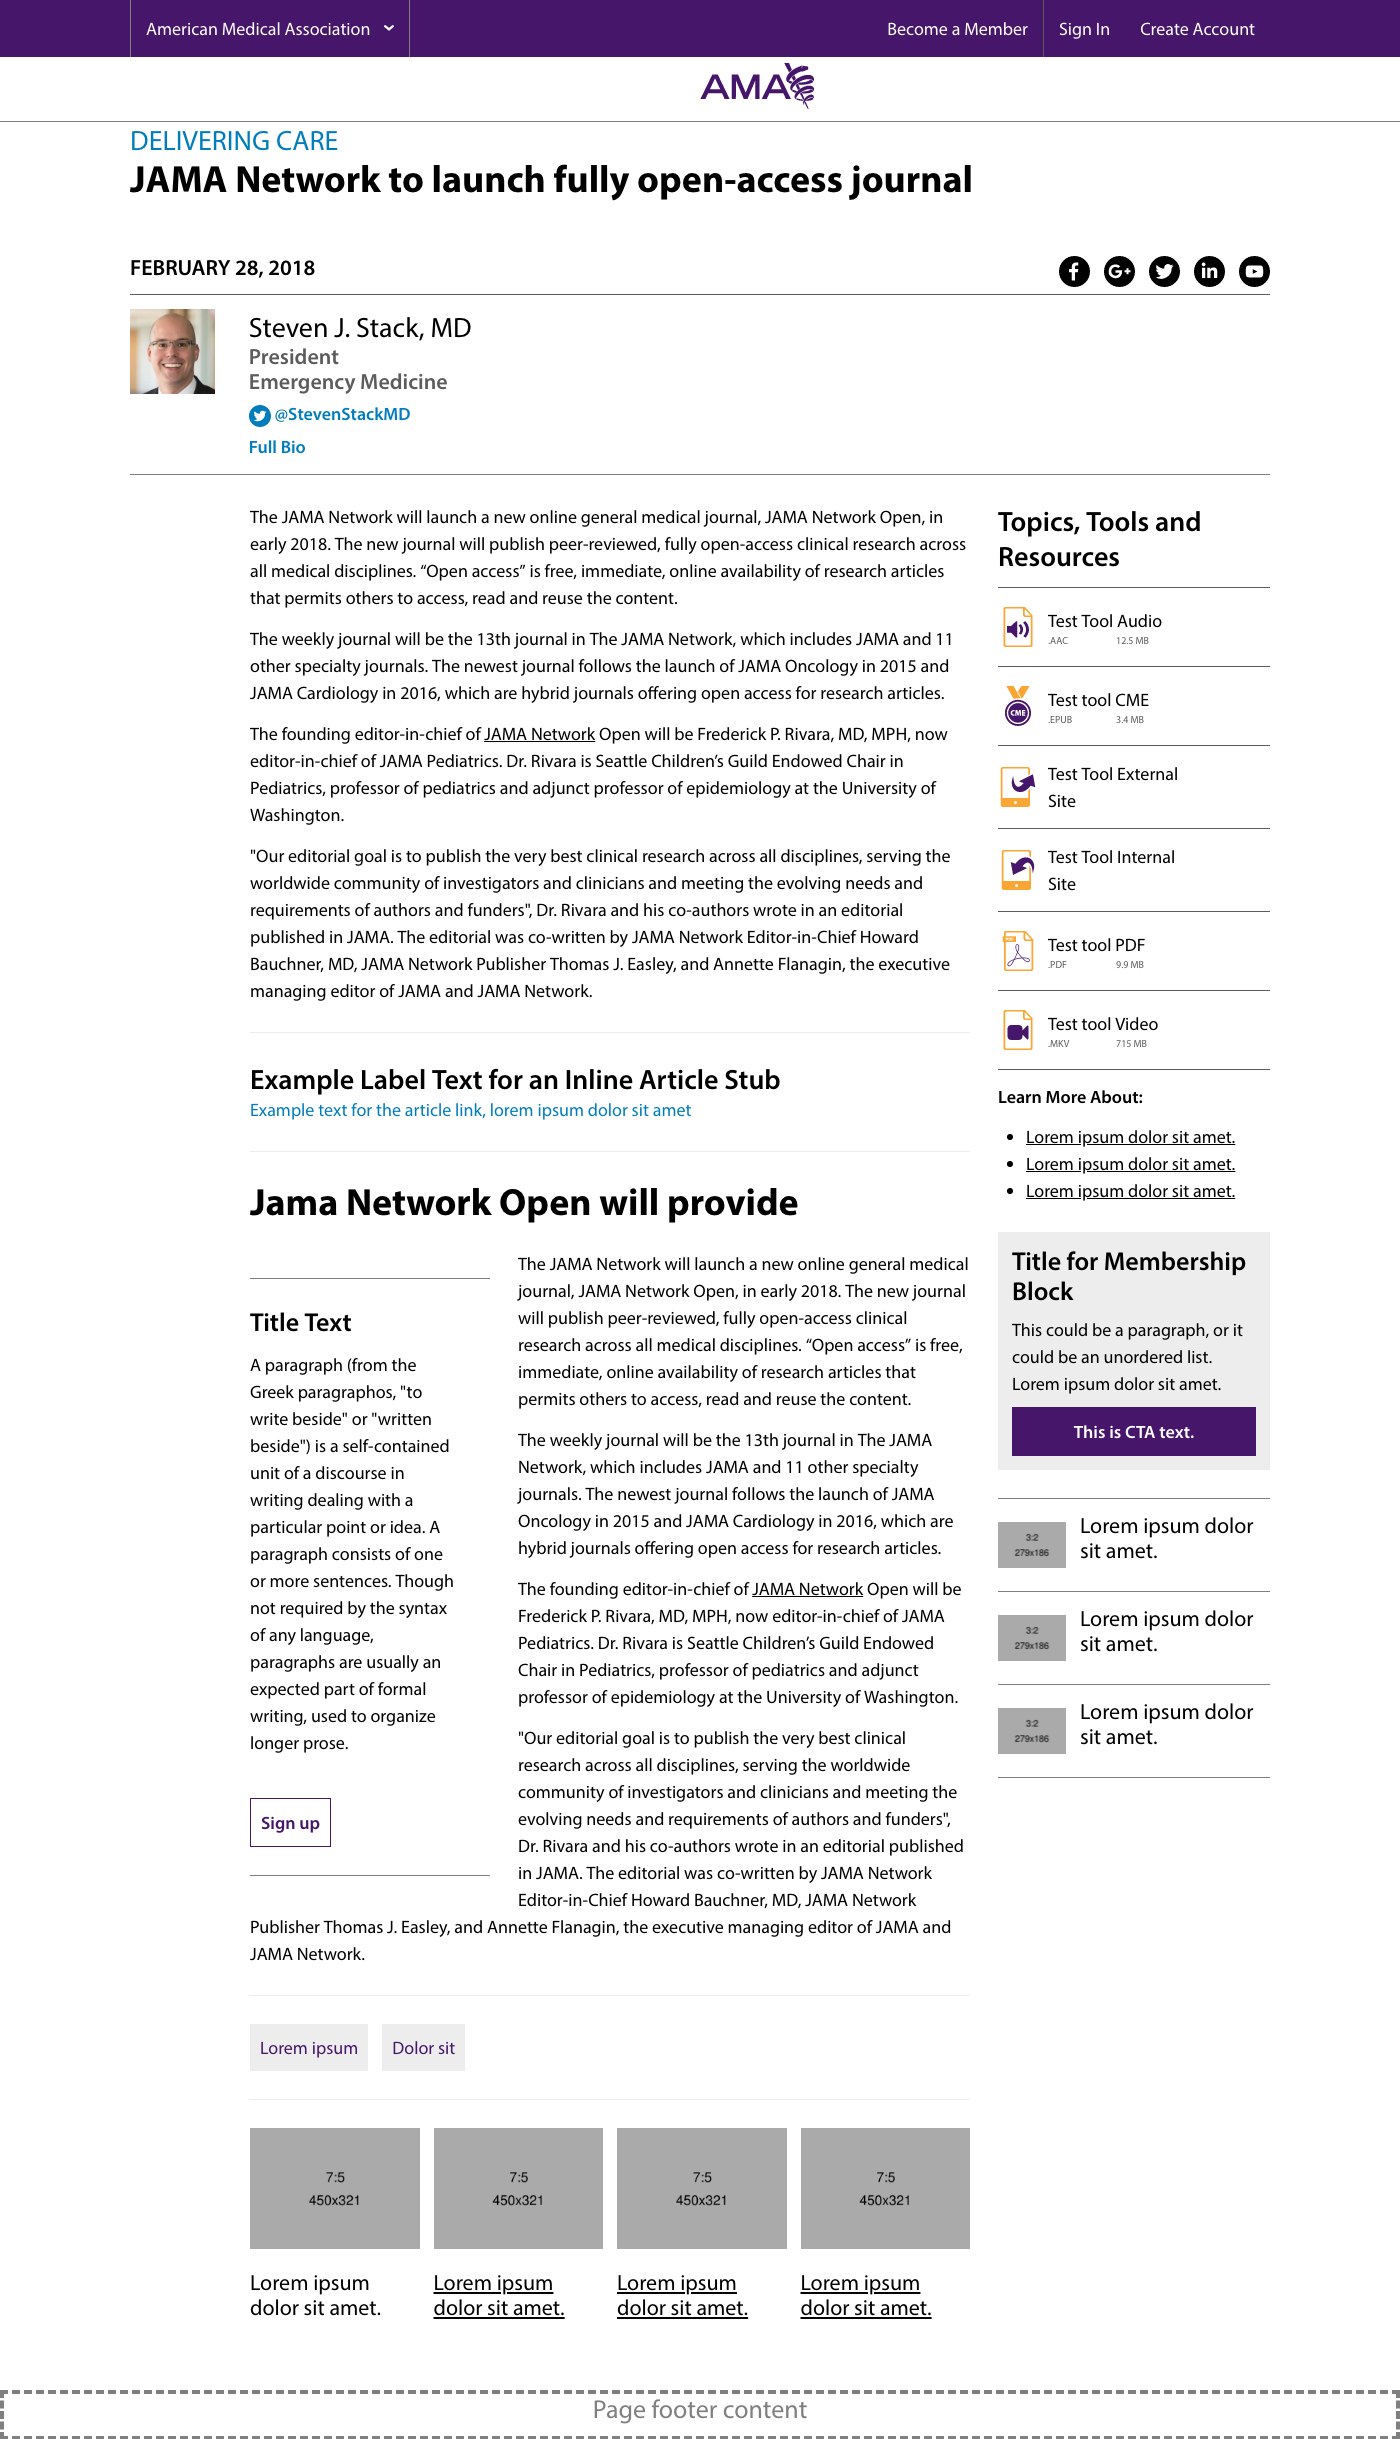 American Medical Association
Become a Member
Sign In
Create Account
AMA
DELIVERING CARE
JAMA Network to launch fully open-access journal
FEBRUARY 28, 2018
Steven J. Stack, MD
President
Emergency Medicine
@StevenStackMD
Full Bio
The JAMA Network will launch a new online general medical journal, JAMA Network Open, in
early 2018. The new journal will publish peer-reviewed, fully open-access clinical research across
all medical disciplines. “Open access” is free, immediate, online availability of research articles
that permits others to access, read and reuse the content.
The weekly journal will be the 13th journal in The JAMA Network, which includes JAMA and 11
other specialty journals. The newest journal follows the launch of JAMA Oncology in 2015 and
JAMA Cardiology in 2016, which are hybrid journals offering open access for research articles.
The founding editor-in-chief of JAMA Network Open will be Frederick P. Rivara, MD, MPH, now
editor-in-chief of JAMA Pediatrics. Dr. Rivara is Seattle Children’s Guild Endowed Chair in
Pediatrics, professor of pediatrics and adjunct professor of epidemiology at the University of
Washington.
"Our editorial goal is to publish the very best clinical research across all disciplines, serving the
worldwide community of investigators and clinicians and meeting the evolving needs and
requirements of authors and funders", Dr. Rivara and his co-authors wrote in an editorial
published in JAMA. The editorial was co-written by JAMA Network Editor-in-Chief Howard
Bauchner, MD, JAMA Network Publisher Thomas J. Easley, and Annette Flanagin, the executive
managing editor of JAMA and JAMA Network.
Example Label Text for an Inline Article Stub
Example text for the article link, lorem ipsum dolor sit amet
Jama Network Open will provide
Title Text
A paragraph (from the
Greek paragraphos, "to
write beside" or "written
beside") is a self-contained
unit of a discourse in
writing dealing with a
particular point or idea. A
paragraph consists of one
or more sentences. Though
not required by the syntax
of any language,
paragraphs are usually an
expected part of formal
writing, used to organize
longer prose.
Sign up
The JAMA Network will launch a new online general medical
journal, JAMA Network Open, in early 2018. The new journal
will publish peer-reviewed, fully open-access clinical
research across all medical disciplines. “Open access” is free,
immediate, online availability of research articles that
permits others to access, read and reuse the content.
The weekly journal will be the 13th journal in The JAMA
Network, which includes JAMA and 11 other specialty
journals. The newest journal follows the launch of JAMA
Oncology in 2015 and JAMA Cardiology in 2016, which are
hybrid journals offering open access for research articles.
The founding editor-in-chief of JAMA Network Open will be
Frederick P. Rivara, MD, MPH, now editor-in-chief of JAMA
Pediatrics. Dr. Rivara is Seattle Children’s Guild Endowed
Chair in Pediatrics, professor of pediatrics and adjunct
professor of epidemiology at the University of Washington.
"Our editorial goal is to publish the very best clinical
research across all disciplines, serving the worldwide
community of investigators and clinicians and meeting the
evolving needs and requirements of authors and funders",
Dr. Rivara and his co-authors wrote in an editorial published
in JAMA. The editorial was co-written by JAMA Network
Editor-in-Chief Howard Bauchner, MD, JAMA Network
Publisher Thomas J. Easley, and Annette Flanagin, the executive managing editor of JAMA and
JAMA Network.
Lorem ipsum
Dolor sit
7:5
450x321
Lorem ipsum
dolor sit amet.
7:5
450x321
Lorem ipsum
dolor sit amet.
7:5
450x321
Lorem ipsum
dolor sit amet.
7:5
450x321
Lorem ipsum
dolor sit amet.
Topics, Tools and
Resources
Test Tool Audio
.AAC 12.5 MB
CME
Test tool CME
.EPUB 3.4 MB
Test Tool External
Site
Test Tool Internal
Site
Test tool PDF
.PDF 9.9 MB
Test tool Video
.MKV 715 MB
Learn More About:
Lorem ipsum dolor sit amet.
Lorem ipsum dolor sit amet.
Lorem ipsum dolor sit amet.
Title for Membership
Block
This could be a paragraph, or it
could be an unordered list.
Lorem ipsum dolor sit amet.
This is CTA text.
3:2
279x186
Lorem ipsum dolor
sit amet.
3:2
279x186
Lorem ipsum dolor
sit amet.
3:2
279x186
Lorem ipsum dolor
sit amet.
Page footer content